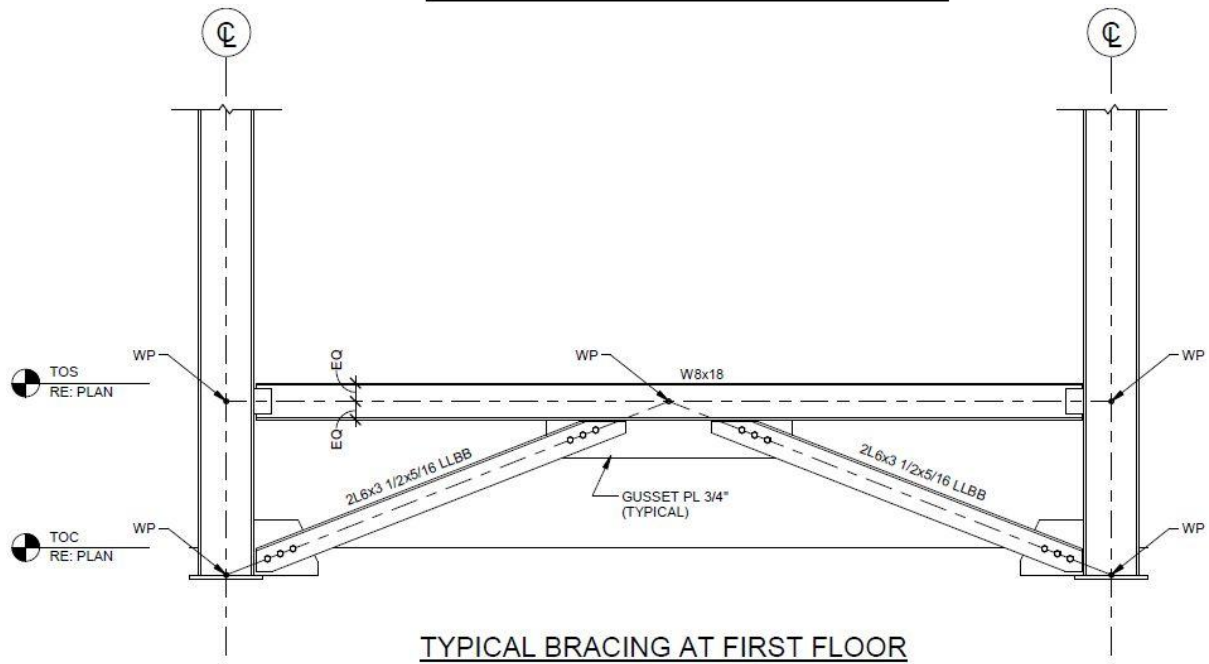 ℄ ℄
WP
TOS
RE: PLAN
EQ
EQ
WP
W8x18
WP
2L6x3 1/2x5/16 LLBB
2L6x3 1/2x5/16 LLBB
GUSSET PL 3/4"
(TYPICAL)
WP
TOC
RE: PLAN
WP
TYPICAL BRACING AT FIRST FLOOR